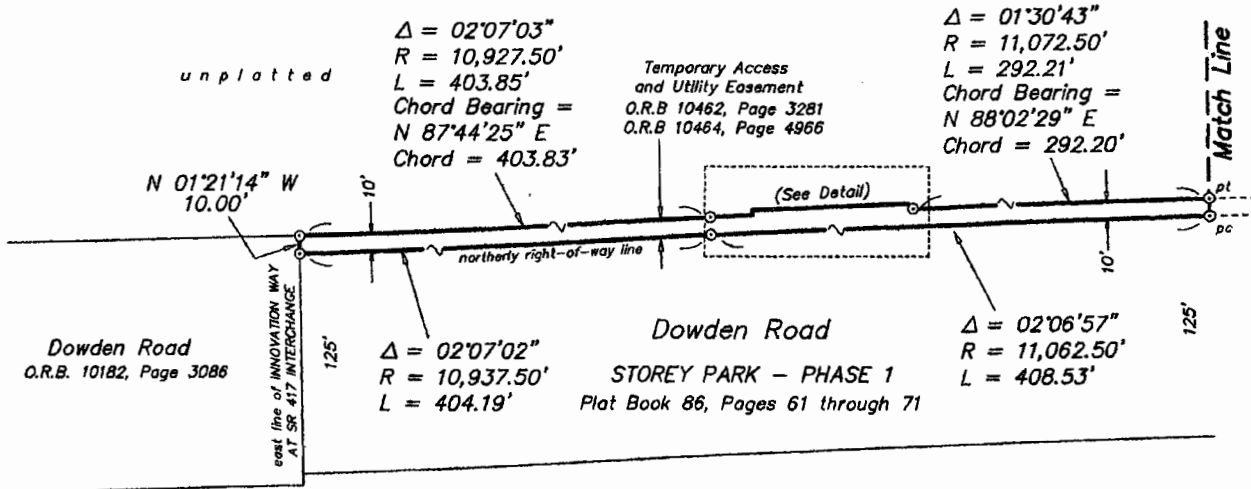 unplatted
Δ = 02°07'03"
R = 10,927.50'
L = 403.85'
Chord Bearing =
N 87°44'25" E
Chord = 403.83'
Temporary Access
and Utility Easement
O.R.B 10462, Page 3281
O.R.B 10464, Page 4966
Δ = 01°30'43"
R = 11,072.50'
L = 292.21'
Chord Bearing =
N 88°02'29" E
Chord = 292.20'
Match Line
N 01°21'14" W
10.00'
10'
(See Detail)
pt
pc
northerly right-of-way line
10'
east line of INNOVATION WAY
AT SR 417 INTERCHANGE
125'
125'
Dowden Road
O.R.B. 10182, Page 3086
Δ = 02°07'02"
R = 10,937.50'
L = 404.19'
Dowden Road
STOREY PARK - PHASE 1
Plat Book 86, Pages 61 through 71
Δ = 02°06'57"
R = 11,062.50'
L = 408.53'